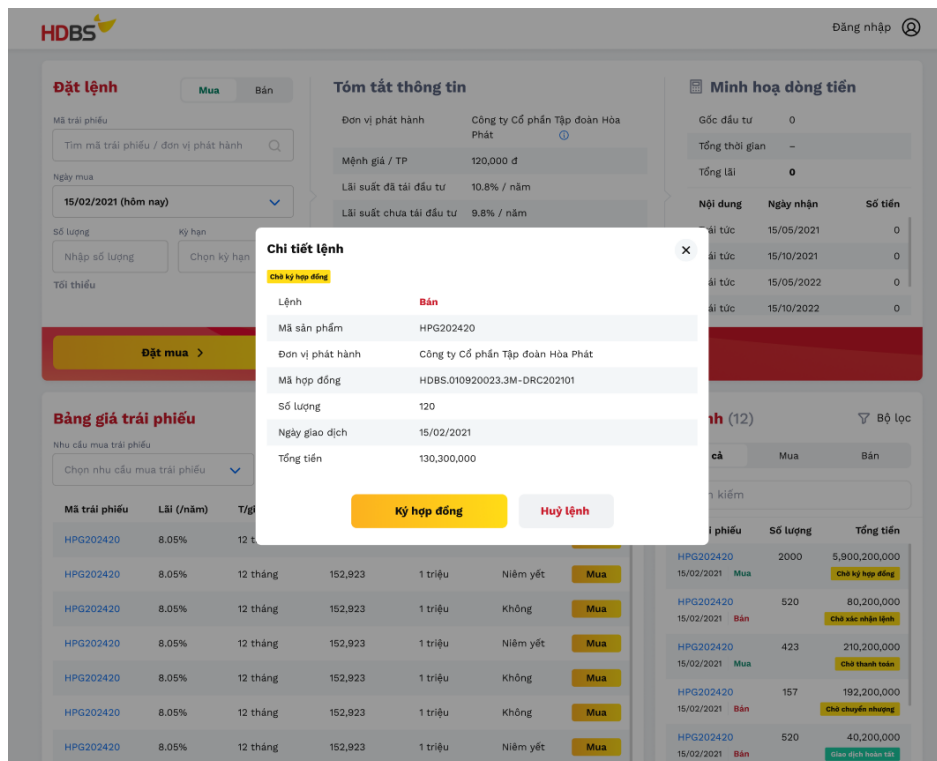 HDBS
Đăng nhập
Đặt lệnh
Mua
Bán
Mã trái phiếu
Tìm mã trái phiếu / đơn vị phát hành
Ngày mua
15/02/2021 (hôm nay)
Số lượng
Kỳ hạn
Nhập số lượng
Chọn kỳ hạn
Tối thiểu
Đặt mua
Tóm tắt thông tin
Đơn vị phát hành
Công ty Cổ phần Tập đoàn Hòa
Phát
Mệnh giá / TP
120,000 đ
Lãi suất đã tái đầu tư
10.8% / năm
Lãi suất chưa tái đầu tư
9.8% / năm
Minh hoạ dòng tiền
Gốc đầu tư
0
Tổng thời gian
–
Tổng lãi
0
Nội dung Ngày nhận Số tiền
tức 15/05/2021 0
tức 15/10/2021 0
tức 15/05/2022 0
tức 15/10/2022 0
Chi tiết lệnh
Chờ ký hợp đồng
Lệnh Bán
Mã sản phẩm HPG202420
Đơn vị phát hành Công ty Cổ phần Tập đoàn Hòa Phát
Mã hợp đồng HDBS.010920023.3M-DRC202101
Số lượng 120
Ngày giao dịch 15/02/2021
Tổng tiền 130,300,000
Ký hợp đồng
Huỷ lệnh
Bảng giá trái phiếu
Nhu cầu mua trái phiếu
Chọn nhu cầu mua trái phiếu
Mã trái phiếu Lãi (/năm)
HPG202420 8.05% 12
HPG202420 8.05% 12 tháng 152,923 1 triệu Niêm yết Mua
HPG202420 8.05% 12 tháng 152,923 1 triệu Không Mua
HPG202420 8.05% 12 tháng 152,923 1 triệu Niêm yết Mua
HPG202420 8.05% 12 tháng 152,923 1 triệu Không Mua
HPG202420 8.05% 12 tháng 152,923 1 triệu Không Mua
HPG202420 8.05% 12 tháng 152,923 1 triệu Niêm yết Mua
(12)
Bộ lọc
cả
Mua
Bán
kiếm
phiếu Số lượng Tổng tiền
HPG202420 2000 5,900,200,000
15/02/2021 Mua Chờ ký hợp đồng
HPG202420 520 80,200,000
15/02/2021 Bán Chờ xác nhận lệnh
HPG202420 423 210,200,000
15/02/2021 Mua Chờ thanh toán
HPG202420 157 192,200,000
15/02/2021 Bán Chờ chuyển nhượng
HPG202420 520 40,200,000
15/02/2021 Bán Giao dịch hoàn tất